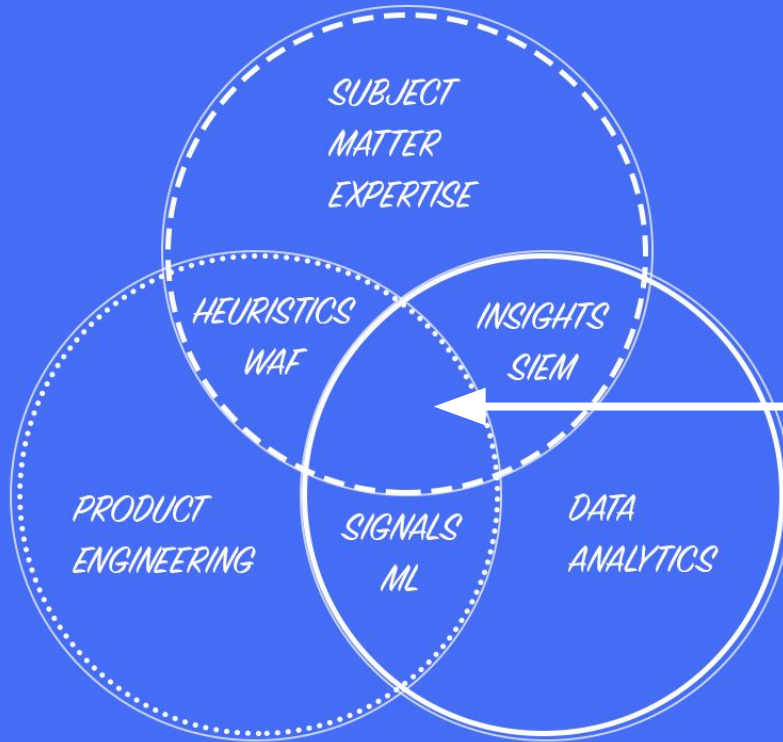 SUBJECT
MATTER
EXPERTISE
HEURISTICS
WAF
INSIGHTS
SIEM
PRODUCT
ENGINEERING
SIGNALS
ML
DATA
ANALYTICS